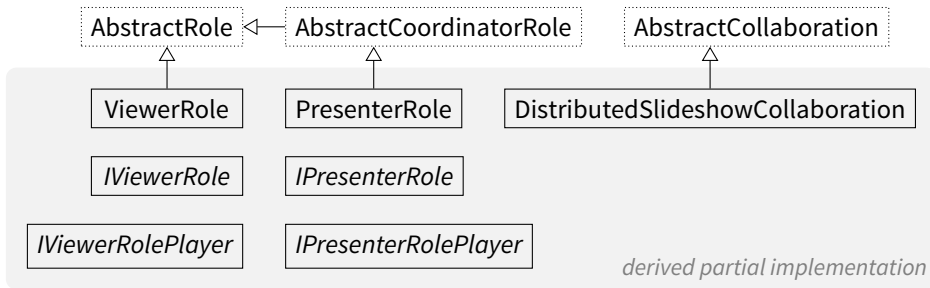 AbstractRole AbstractCoordinatorRole AbstractCollaboration
ViewerRole PresenterRole DistributedSlideshowCollaboration
IViewerRole IPresenterRole
IViewerRolePlayer IPresenterRolePlayer
derived partial implementation